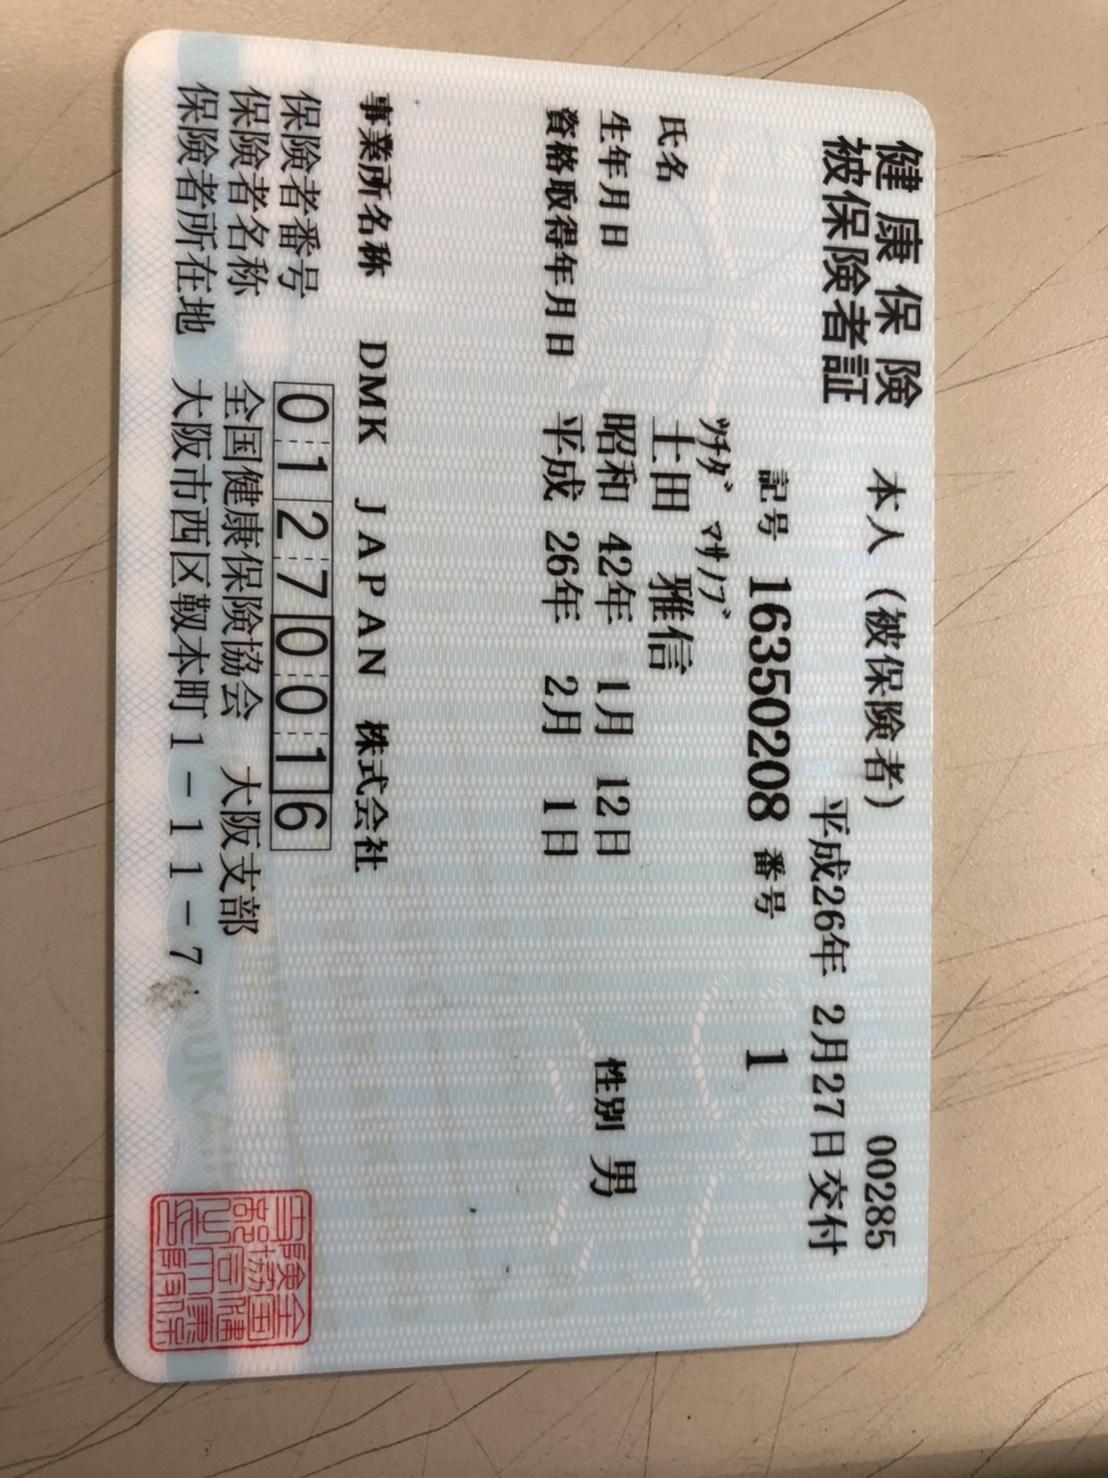 健康保険 本人（被保険者） 00285
被保険者証 平成26年 2月27日交付
記号 16350208 番号 1
ﾂﾁﾀﾞ ﾏｻﾉﾌﾞ
氏名 土田 雅信
生年月日 昭和 42年 1月 12日 性別 男
資格取得年月日 平成 26年 2月 1日
事業所名称 DMK JAPAN 株式会社
保険者番号 01270016
保険者名称 全国健康保険協会 大阪支部
保険者所在地 大阪市西区靱本町1-11-7